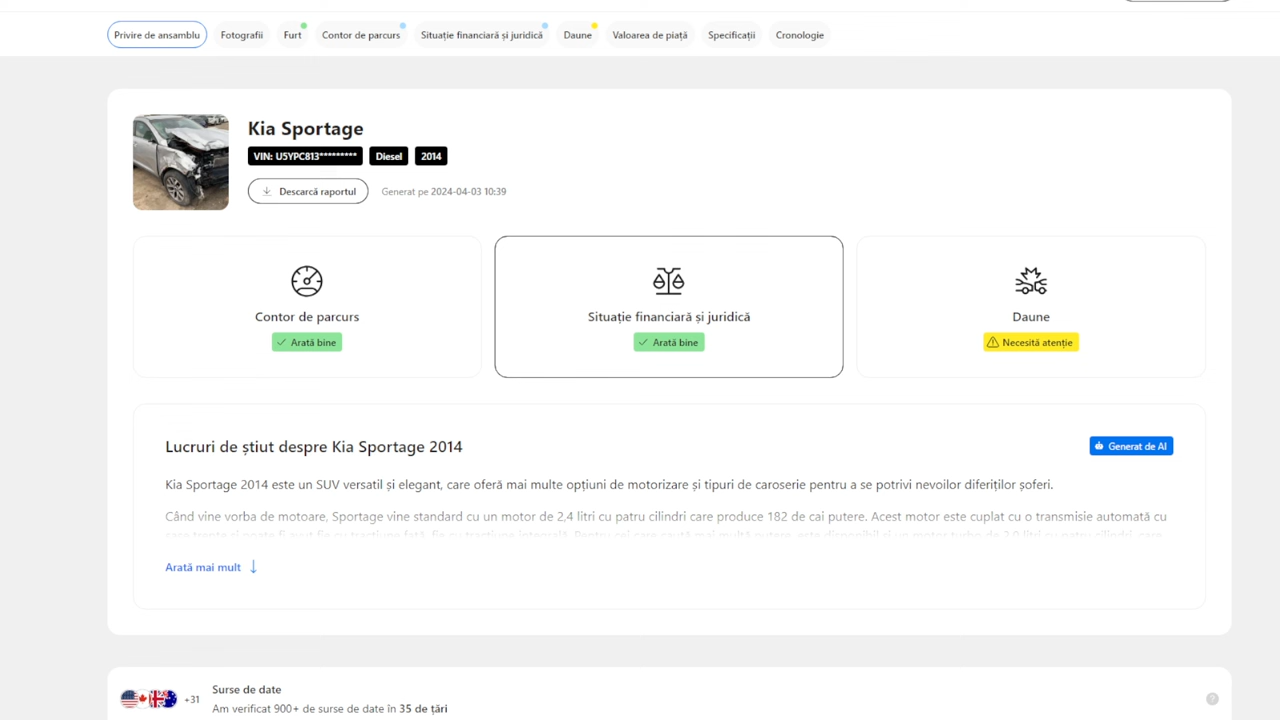 Privire de ansamblu
Fotografii
Furt
Contor de parcurs
Situație financiară și juridică
Daune
Valoarea de piață
Specificații
Cronologie
Kia Sportage
VIN: U5YPC813*********
Diesel
2014
Descarcă raportul
Generat pe 2024-04-03 10:39
Contor de parcurs
Arată bine
Situație financiară și juridică
Arată bine
Daune
Necesită atenție
Lucruri de știut despre Kia Sportage 2014
Generat de AI
Kia Sportage 2014 este un SUV versatil și elegant, care oferă mai multe opțiuni de motorizare și tipuri de caroserie pentru a se potrivi nevoilor diferiților șoferi.
Când vine vorba de motoare, Sportage vine standard cu un motor de 2,4 litri cu patru cilindri care produce 182 de cai putere. Acest motor este cuplat cu o transmisie automată cu
Arată mai mult
+31
Surse de date
Am verificat 900+ de surse de date în 35 de țări